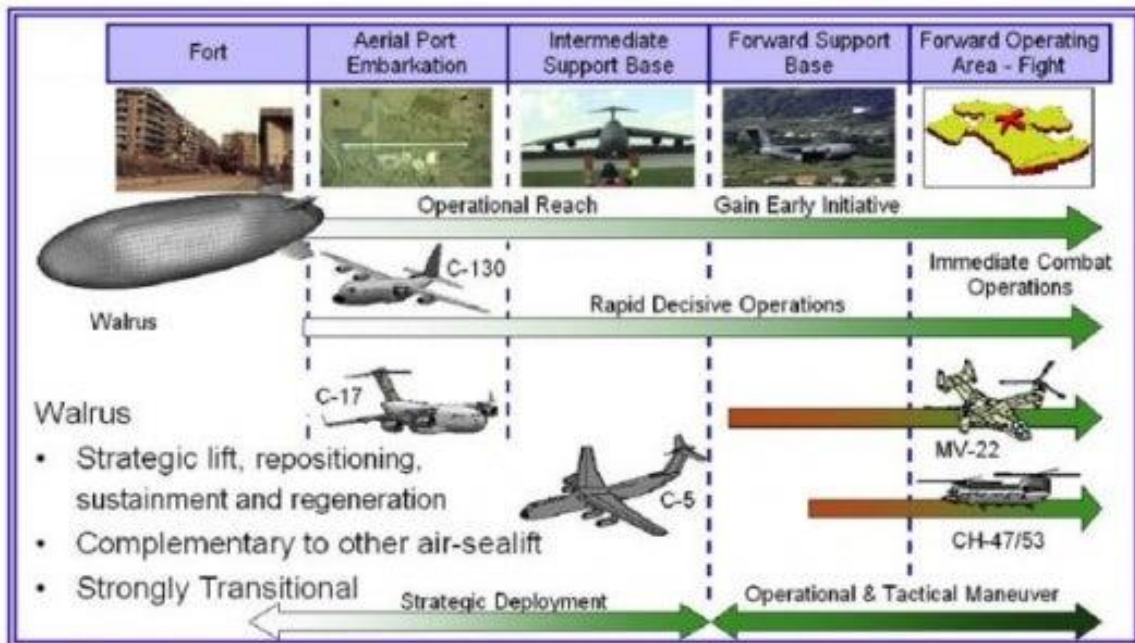 Fort
Aerial Port
Embarkation
Intermediate
Support Base
Forward Support
Base
Forward Operating
Area - Fight
Operational Reach
Gain Early Initiative
C-130
Immediate Combat
Operations
Walrus
Rapid Decisive Operations
C-17
Walrus
• Strategic lift, repositioning,
sustainment and regeneration
• Complementary to other air-sealift
• Strongly Transitional
C-5
MV-22
CH-47/53
Strategic Deployment
Operational & Tactical Maneuver